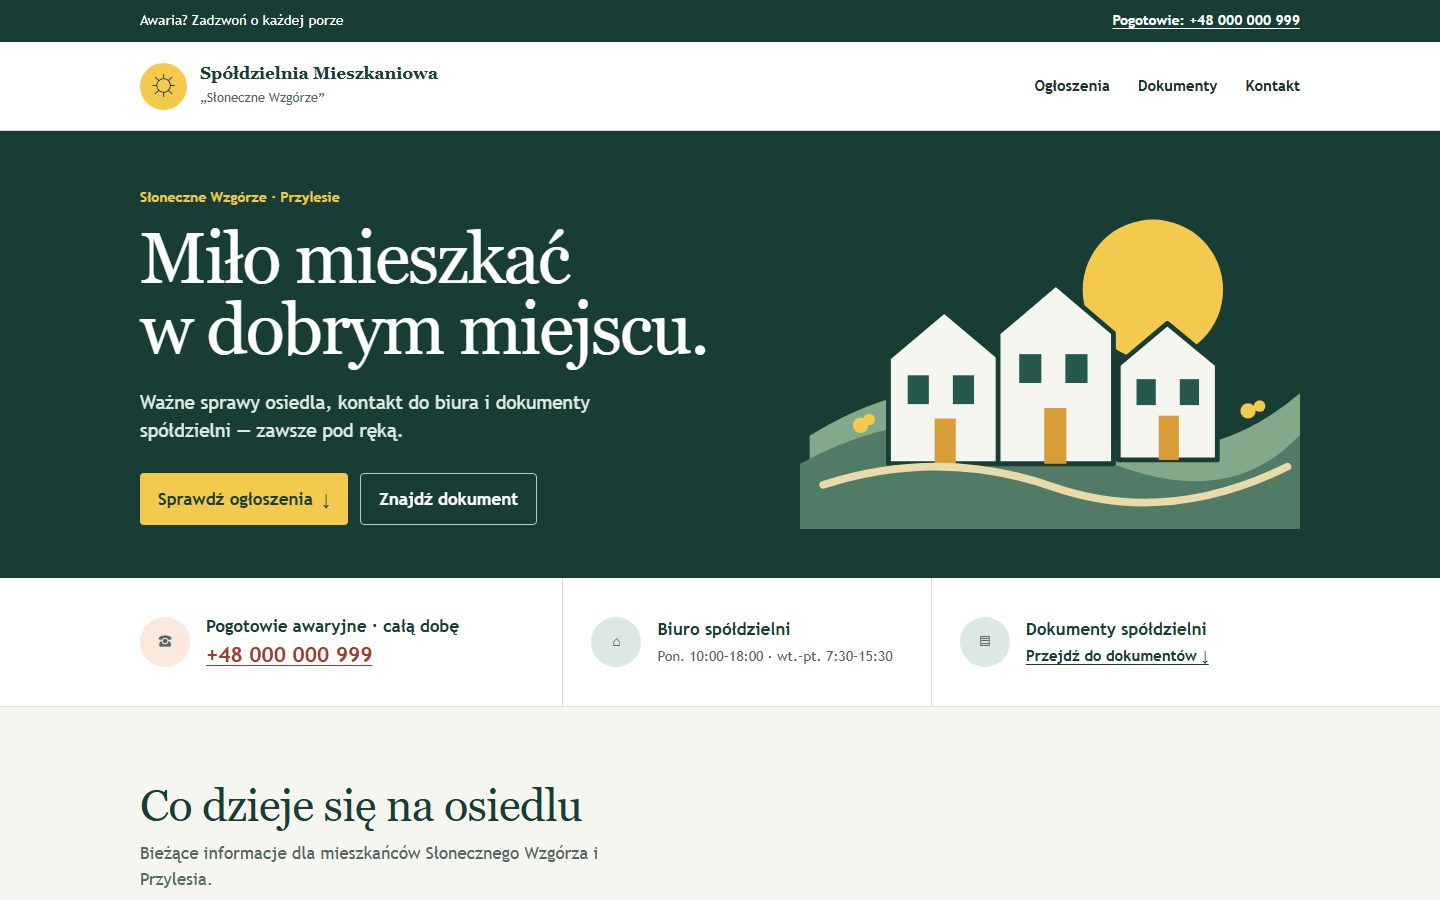 Awaria? Zadzwoń o każdej porze
Pogotowie: +48 000 000 999
Spółdzielnia Mieszkaniowa
„Słoneczne Wzgórze”
Ogłoszenia
Dokumenty
Kontakt
Słoneczne Wzgórze · Przylesie
Miło mieszkać
w dobrym miejscu.
Ważne sprawy osiedla, kontakt do biura i dokumenty
spółdzielni — zawsze pod ręką.
Sprawdź ogłoszenia ↓
Znajdź dokument
Pogotowie awaryjne · całą dobę
+48 000 000 999
Biuro spółdzielni
Pon. 10:00-18:00 · wt.-pt. 7:30-15:30
Dokumenty spółdzielni
Przejdź do dokumentów ↓
Co dzieje się na osiedlu
Bieżące informacje dla mieszkańców Słonecznego Wzgórza i
Przylesia.